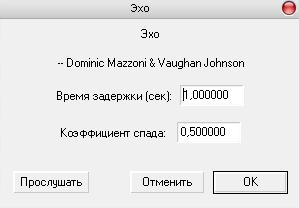 Эхо
Эхо
-- Dominic Mazzoni & Vaughan Johnson
Время задержки (сек): 1,000000
Коэффициент спада: 0,500000
Прослушать Отменить OK